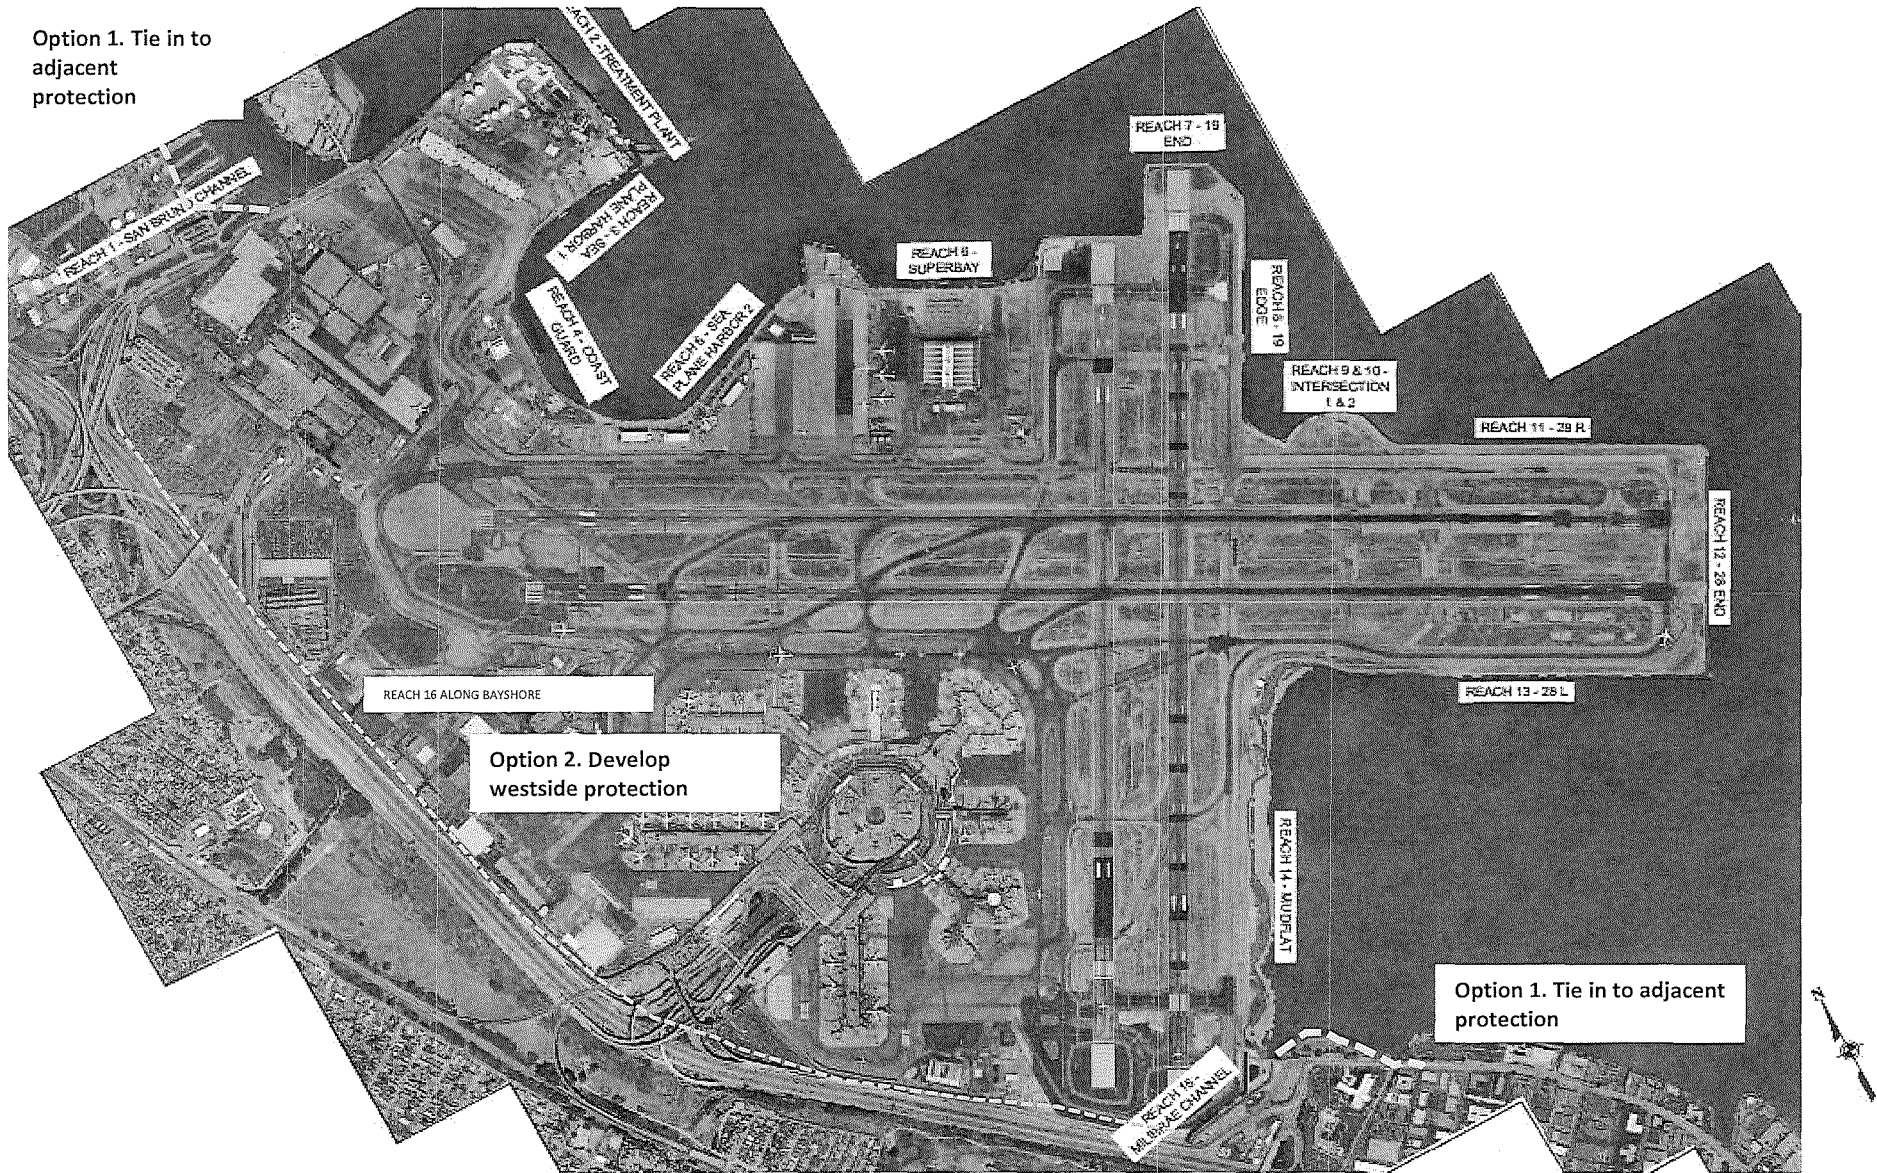 Option 1. Tie in to
adjacent
protection
REACH 2 - TREATMENT PLANT
REACH 1 - SAN BRUNO CHANNEL
REACH 3 - SEA
PLANE HARBOR 1
REACH 4 - COAST
GUARD
REACH 6 - SEA
PLANE HARBOR 2
REACH 6 -
SUPERBAY
REACH 7 - 19
END
REACH 8 - 19
EDGE
REACH 9 & 10 -
INTERSECTION
1 & 2
REACH 11 - 28 R
REACH 12 - 28 END
REACH 13 - 28 L
REACH 16 ALONG BAYSHORE
Option 2. Develop
westside protection
REACH 14 - MUDFLAT
Option 1. Tie in to adjacent
protection
REACH 15 -
MILLBRAE CHANNEL